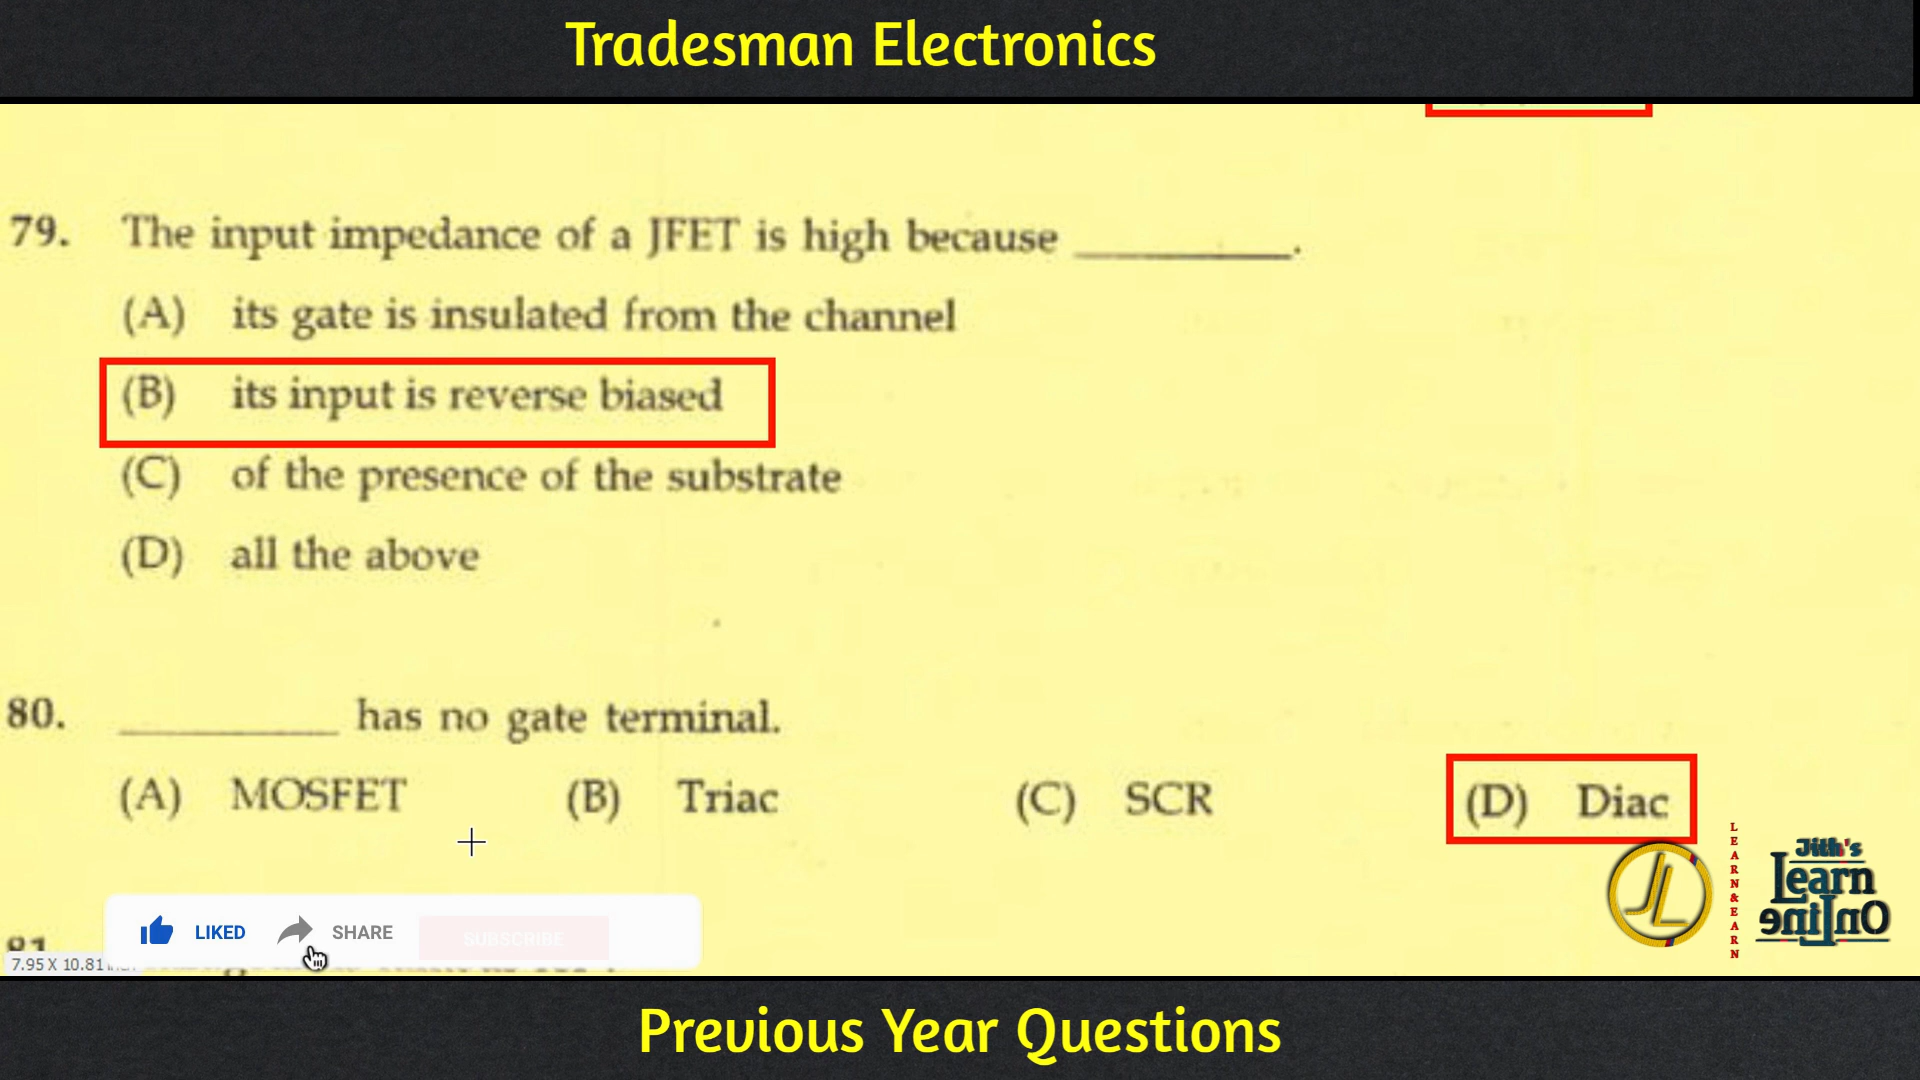 Tradesman Electronics
79. The input impedance of a JFET is high because ________.
(A) its gate is insulated from the channel
(B) its input is reverse biased
(C) of the presence of the substrate
(D) all the above
80. ________ has no gate terminal.
(A) MOSFET (B) Triac (C) SCR (D) Diac
LIKED SHARE SUBSCRIBE
81.
7.95 X 10.81
JL
LEARN&EARN
Jith's
Learn
OnLine
Previous Year Questions